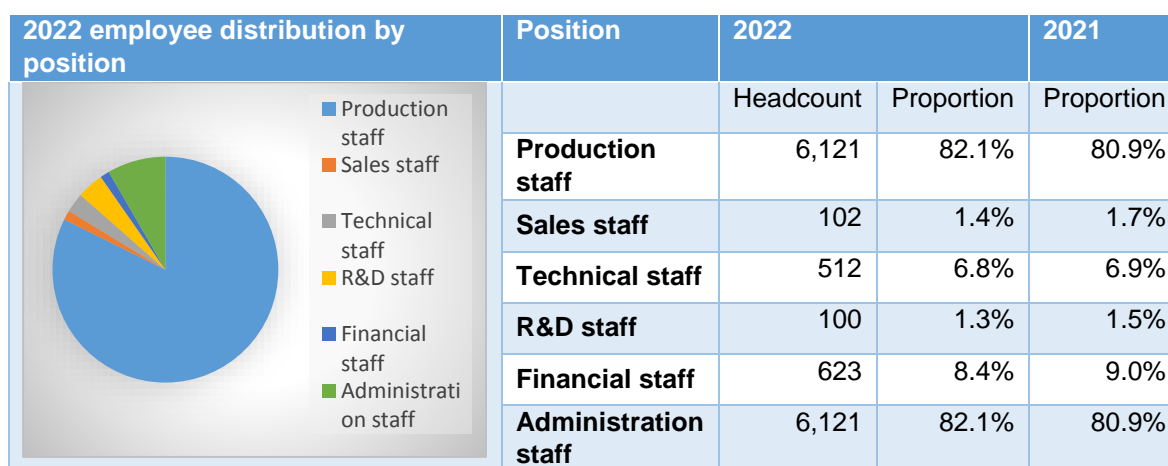 2022 employee distribution by
position
Position
2022
2021
Production
staff
Sales staff
Technical
staff
R&D staff
Financial
staff
Administrati
on staff
Headcount
Proportion
Proportion
Production
staff
6,121
82.1%
80.9%
Sales staff
102
1.4%
1.7%
Technical staff
512
6.8%
6.9%
R&D staff
100
1.3%
1.5%
Financial staff
623
8.4%
9.0%
Administration
staff
6,121
82.1%
80.9%